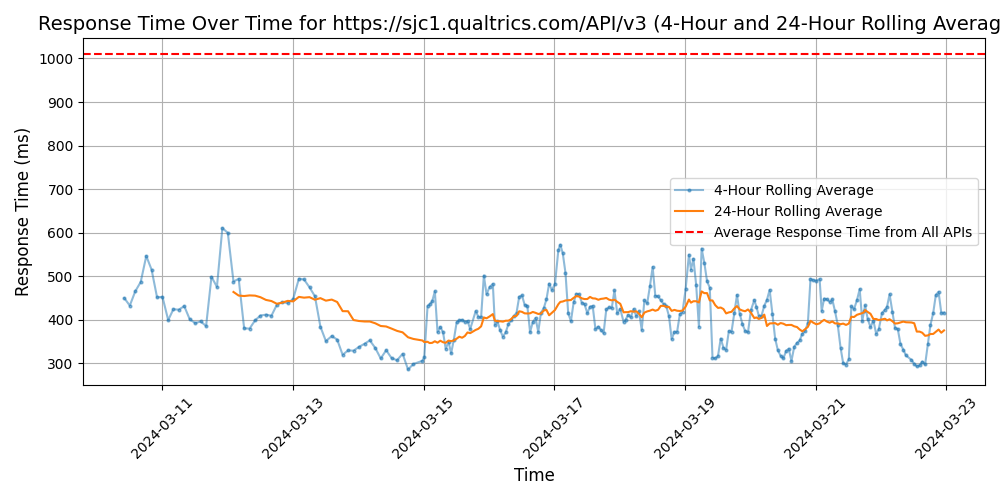 Response Time Over Time for https://sjc1.qualtrics.com/API/v3 (4-Hour and 24-Hour Rolling Averag
Response Time (ms)
1000
900
800
700
600
500
400
300
4-Hour Rolling Average
24-Hour Rolling Average
Average Response Time from All APIs
2024-03-11
2024-03-13
2024-03-15
2024-03-17
2024-03-19
2024-03-21
2024-03-23
Time